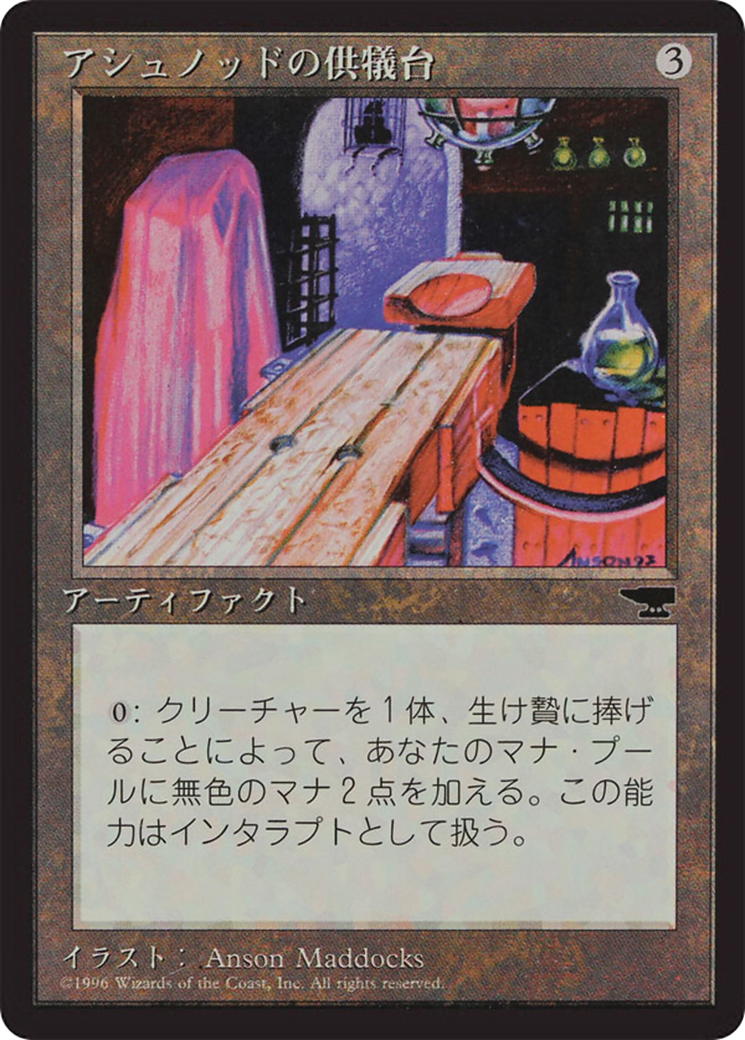 アシュノッドの供犠台
3
ANSON93
アーティファクト
0: クリーチャーを1体、生け贄に捧げ
ることによって、あなたのマナ・プー
ルに無色のマナ2点を加える。この能
力はインタラプトとして扱う。
イラスト: Anson Maddocks
©1996 Wizards of the Coast, Inc. All rights reserved.